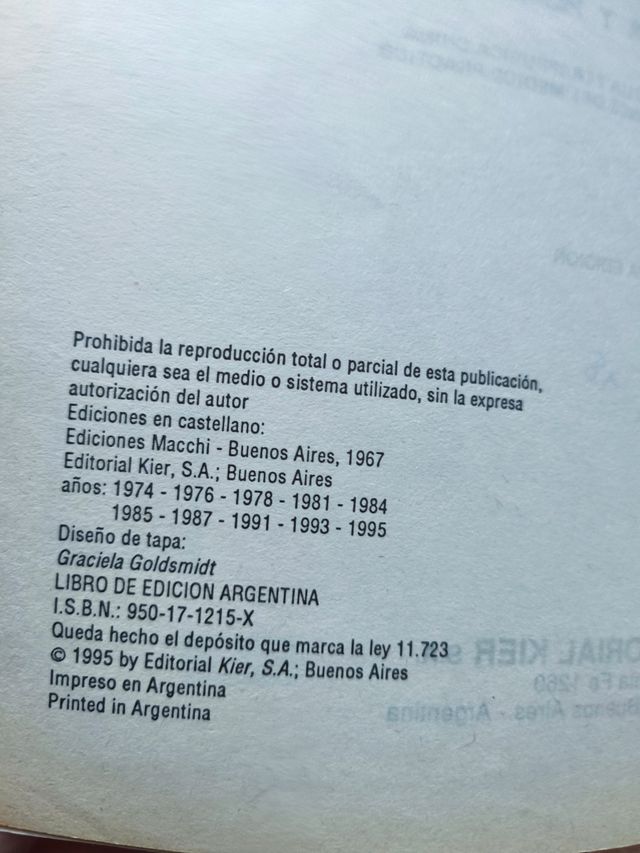 Prohibida la reproducción total o parcial de esta publicación,
cualquiera sea el medio o sistema utilizado, sin la expresa
autorización del autor
Ediciones en castellano:
Ediciones Macchi - Buenos Aires, 1967
Editorial Kier, S.A.; Buenos Aires
años: 1974 - 1976 - 1978 - 1981 - 1984
1985 - 1987 - 1991 - 1993 - 1995
Diseño de tapa:
Graciela Goldsmidt
LIBRO DE EDICION ARGENTINA
I.S.B.N.: 950-17-1215-X
Queda hecho el depósito que marca la ley 11.723
© 1995 by Editorial Kier, S.A.; Buenos Aires
Impreso en Argentina
Printed in Argentina